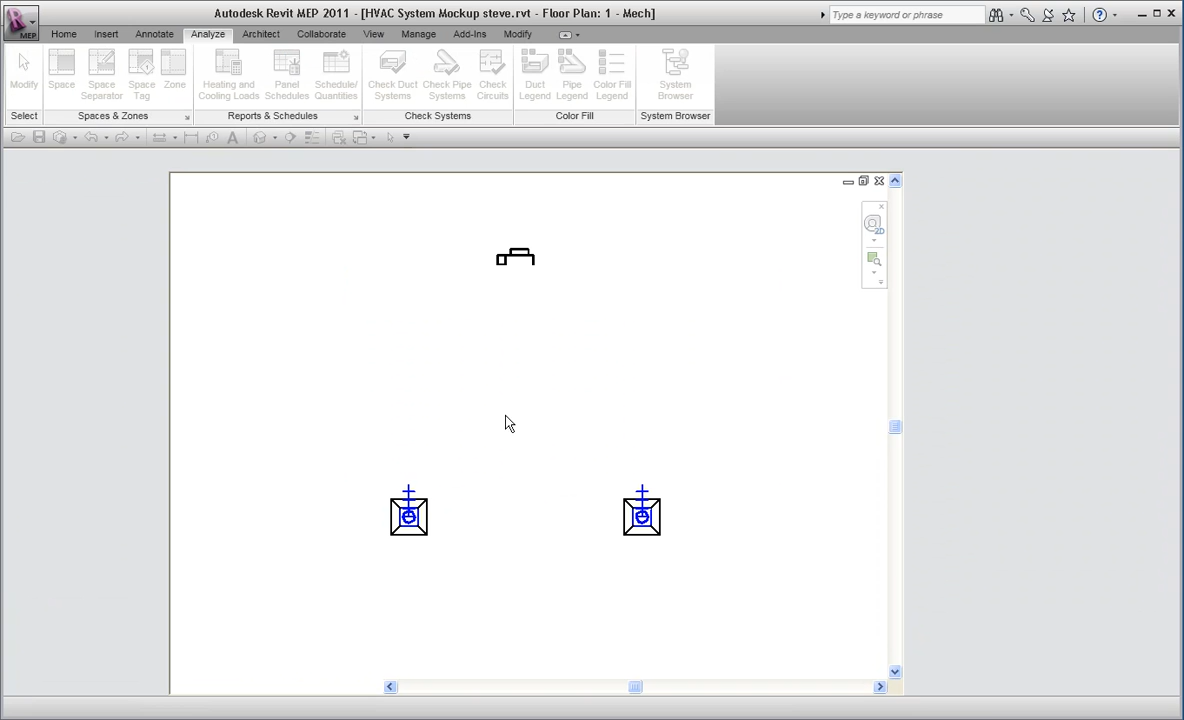 Autodesk Revit MEP 2011 - [HVAC System Mockup steve.rvt - Floor Plan: 1 - Mech]
Type a keyword or phrase
MEP
Home Insert Annotate Analyze Architect Collaborate View Manage Add-Ins Modify
Modify Space Space Separator Space Tag Zone Heating and Cooling Loads Panel Schedules Schedule/ Quantities Check Duct Systems Check Pipe Systems Check Circuits Duct Legend Pipe Legend Color Fill Legend System Browser
Select Spaces & Zones Reports & Schedules Check Systems Color Fill System Browser
A
2D